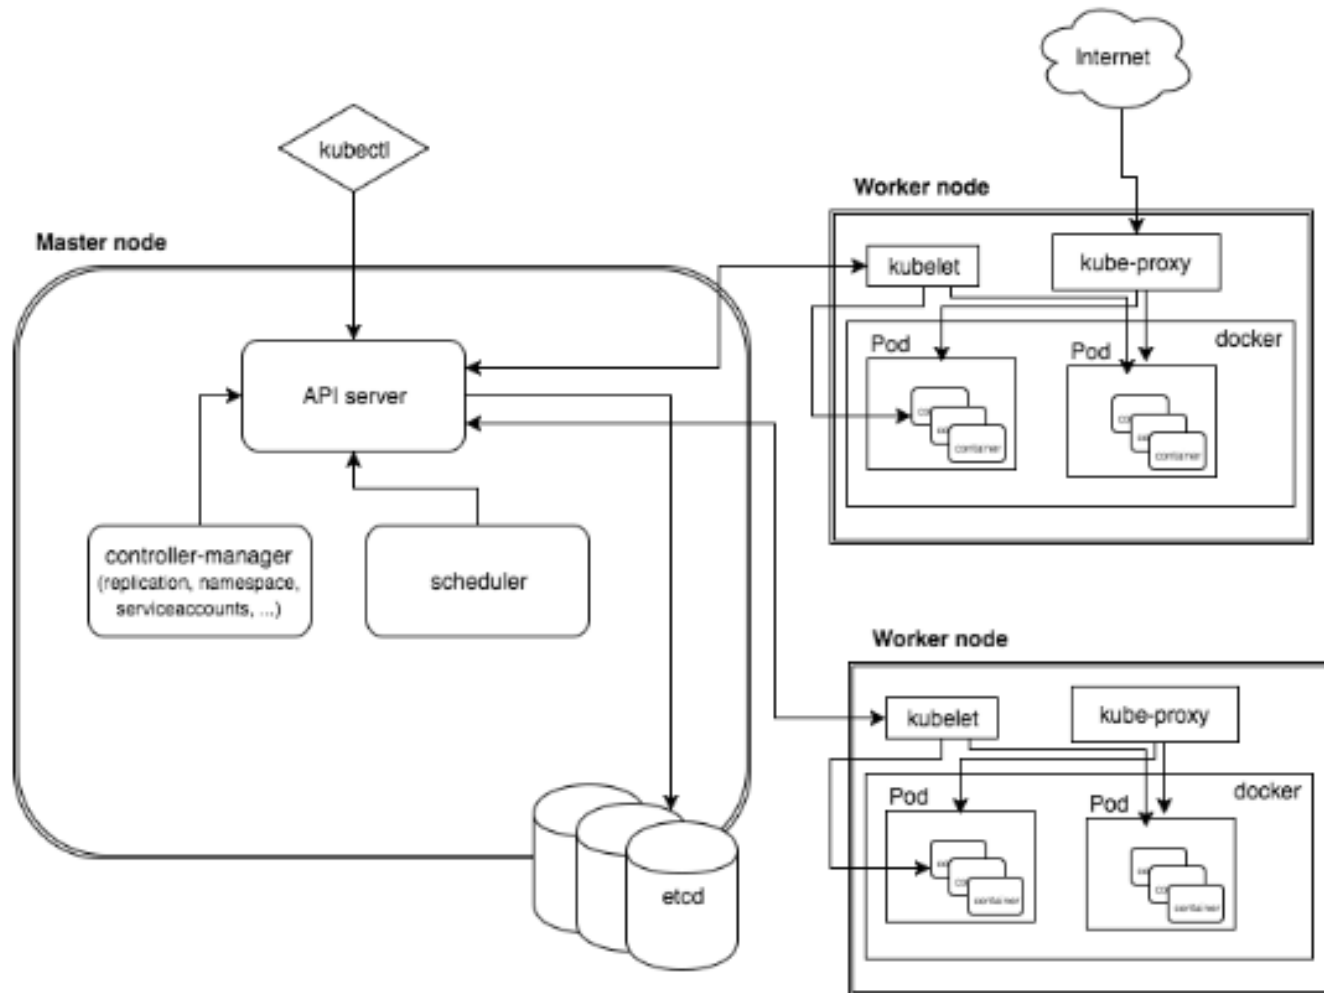 Internet
kubectl
Worker node
Master node
kubelet
kube-proxy
docker
Pod
Pod
API server
container
container
controller-manager
(replication, namespace,
serviceaccounts, ...)
scheduler
Worker node
kubelet
kube-proxy
docker
Pod
Pod
etcd
container
container